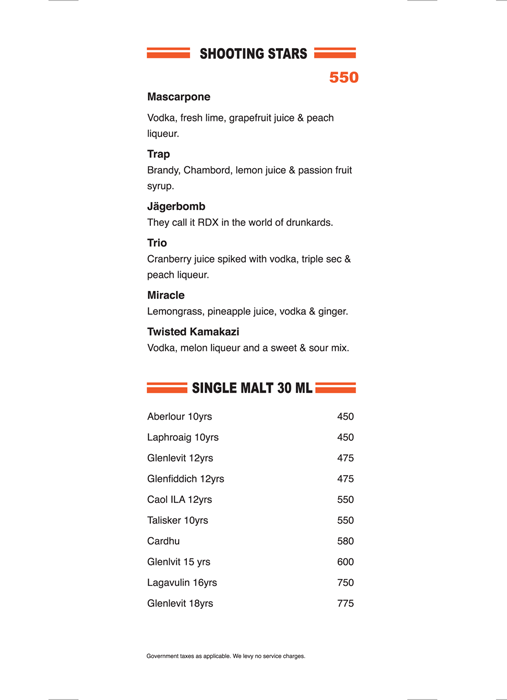 SHOOTING STARS
550
Mascarpone
Vodka, fresh lime, grapefruit juice & peach
liqueur.
Trap
Brandy, Chambord, lemon juice & passion fruit
syrup.
Jägerbomb
They call it RDX in the world of drunkards.
Trio
Cranberry juice spiked with vodka, triple sec &
peach liqueur.
Miracle
Lemongrass, pineapple juice, vodka & ginger.
Twisted Kamakazi
Vodka, melon liqueur and a sweet & sour mix.
SINGLE MALT 30 ML
Aberlour 10yrs 450
Laphroaig 10yrs 450
Glenlevit 12yrs 475
Glenfiddich 12yrs 475
Caol ILA 12yrs 550
Talisker 10yrs 550
Cardhu 580
Glenlvit 15 yrs 600
Lagavulin 16yrs 750
Glenlevit 18yrs 775
Government taxes as applicable. We levy no service charges.